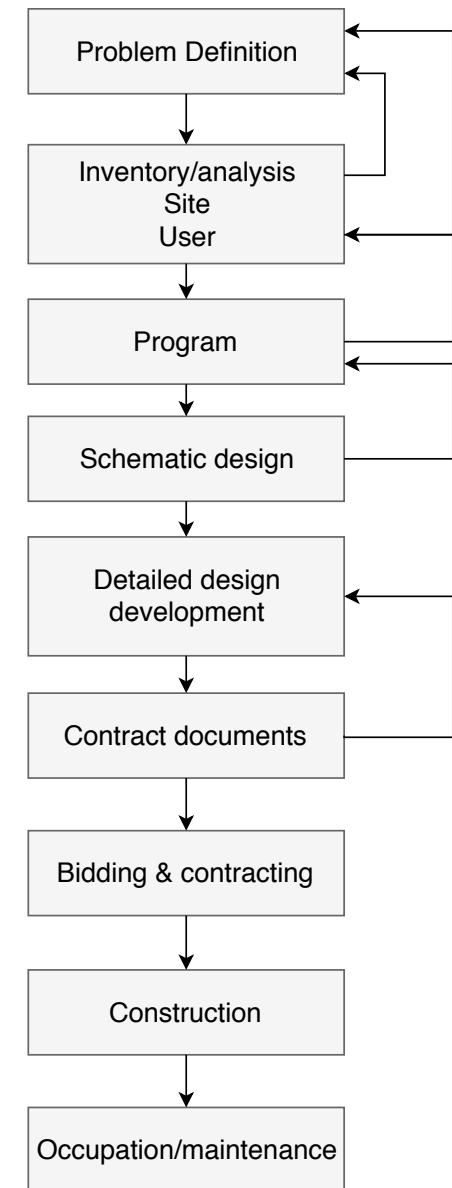 Problem Definition
Inventory/analysis
Site
User
Program
Schematic design
Detailed design
development
Contract documents
Bidding & contracting
Construction
Occupation/maintenance